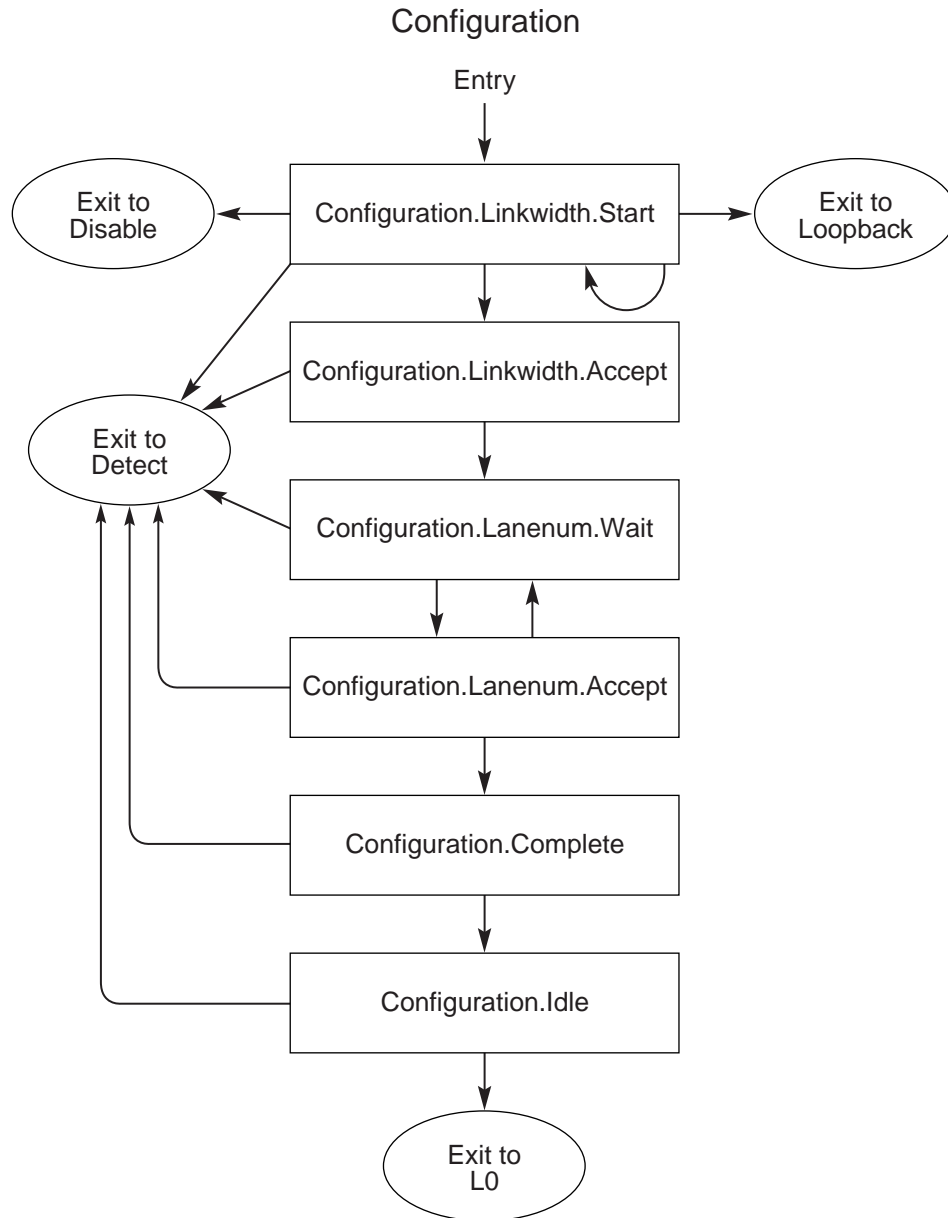 Configuration
Entry
Exit to
Disable
Configuration.Linkwidth.Start
Exit to
Loopback
Configuration.Linkwidth.Accept
Exit to
Detect
Configuration.Lanenum.Wait
Configuration.Lanenum.Accept
Configuration.Complete
Configuration.Idle
Exit to
L0